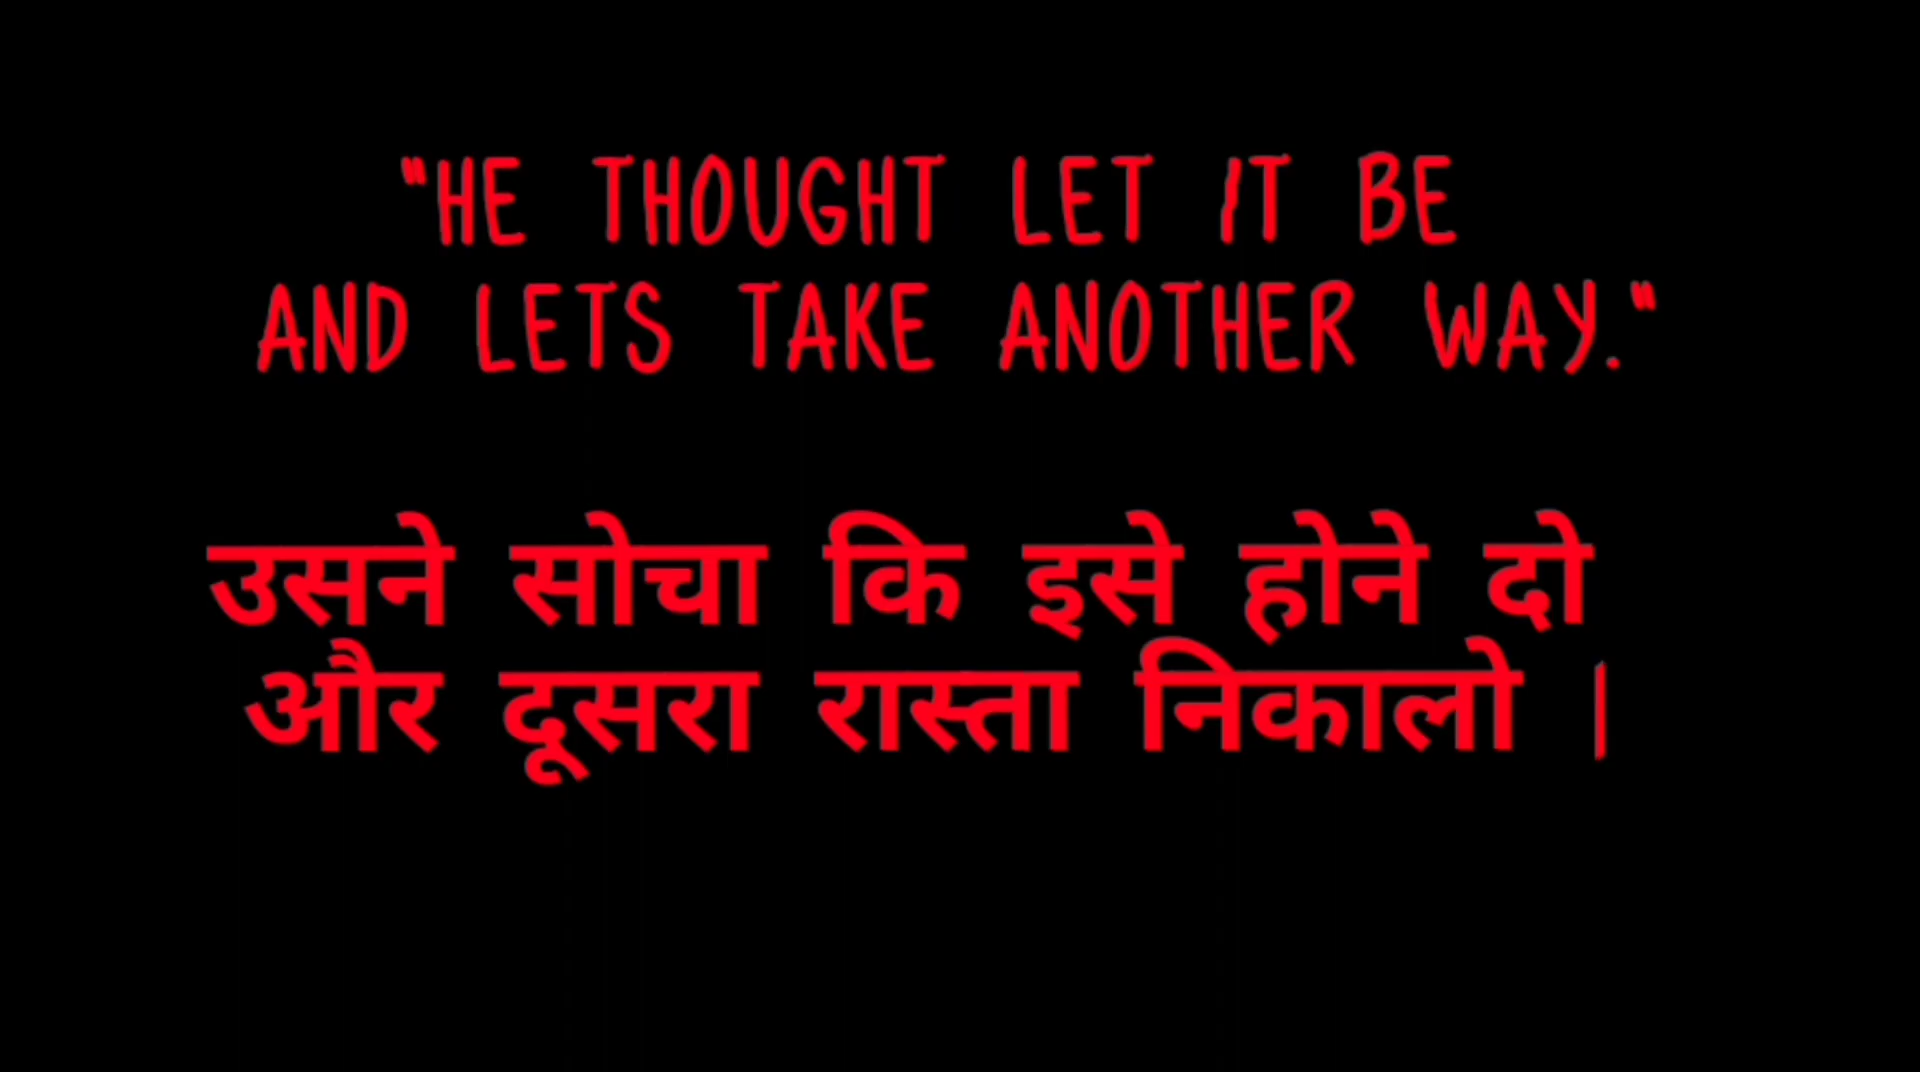 "HE THOUGHT LET IT BE
AND LETS TAKE ANOTHER WAY."
उसने सोचा कि इसे होने दो
और दूसरा रास्ता निकालो |